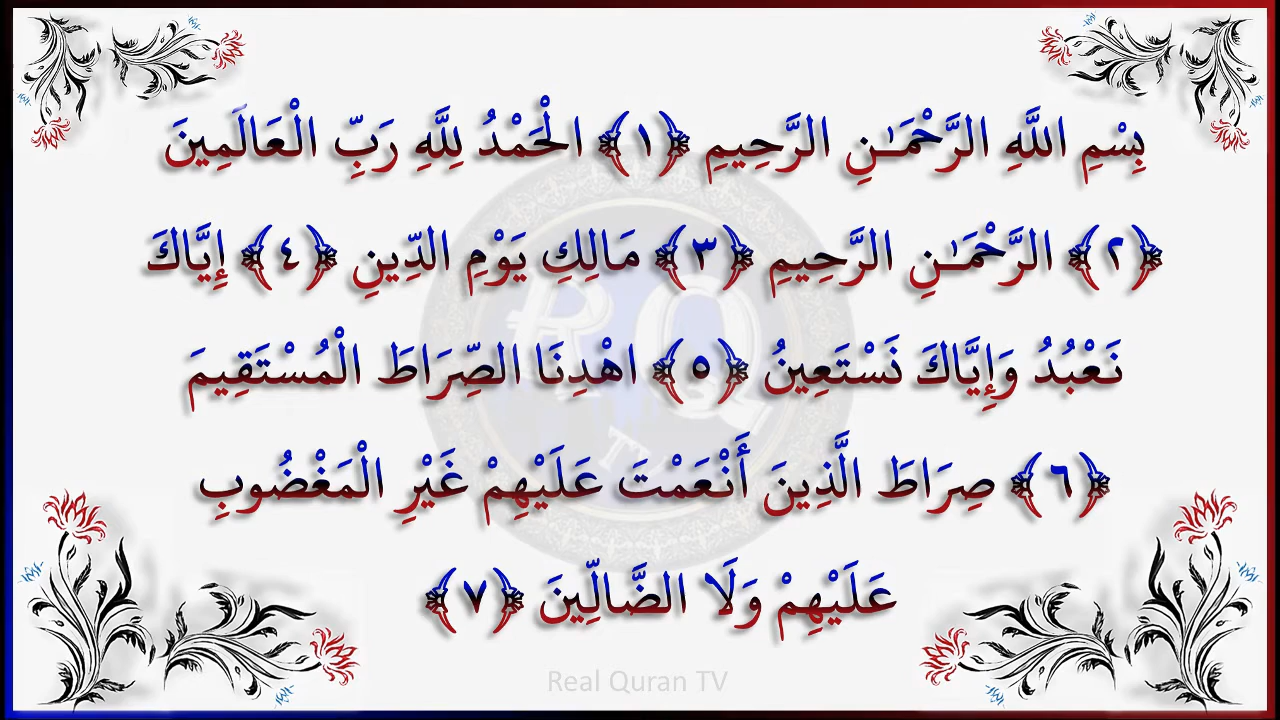 بِسْمِ اللَّهِ الرَّحْمَـٰنِ الرَّحِيمِ ﴿١﴾ الْحَمْدُ لِلَّهِ رَبِّ الْعَالَمِينَ
﴿٢﴾ الرَّحْمَـٰنِ الرَّحِيمِ ﴿٣﴾ مَالِكِ يَوْمِ الدِّينِ ﴿٤﴾ إِيَّاكَ
نَعْبُدُ وَإِيَّاكَ نَسْتَعِينُ ﴿٥﴾ اهْدِنَا الصِّرَاطَ الْمُسْتَقِيمَ
﴿٦﴾ صِرَاطَ الَّذِينَ أَنْعَمْتَ عَلَيْهِمْ غَيْرِ الْمَغْضُوبِ
عَلَيْهِمْ وَلَا الضَّالِّينَ ﴿٧﴾
RQ
TV
Real Quran TV